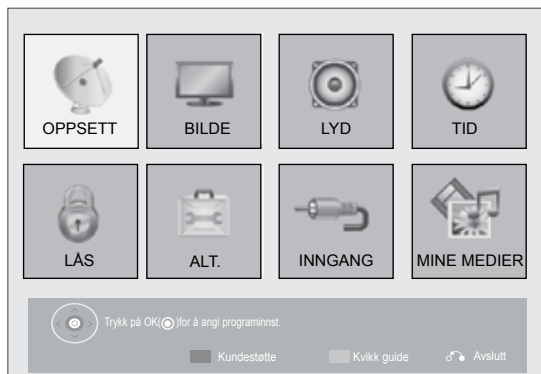 OPPSETT BILDE LYD TID
LÅS ALT. INNGANG MINE MEDIER
Trykk på OK(◉)for å angi programinnst.
Kundestøtte Kvikk guide Avslutt